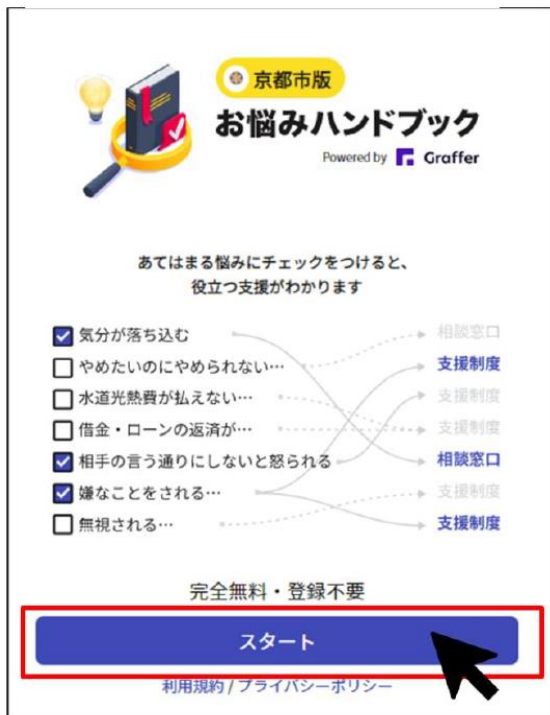 京都市版
お悩みハンドブック
Powered by Graffer
あてはまる悩みにチェックをつけると、
役立つ支援がわかります
気分が落ち込む 相談窓口
やめたいのにやめられない… 支援制度
水道光熱費が払えない… 支援制度
借金・ローンの返済が… 支援制度
相手の言う通りにしないと怒られる 相談窓口
嫌なことをされる… 支援制度
無視される… 支援制度
完全無料・登録不要
スタート
利用規約 / プライバシーポリシー